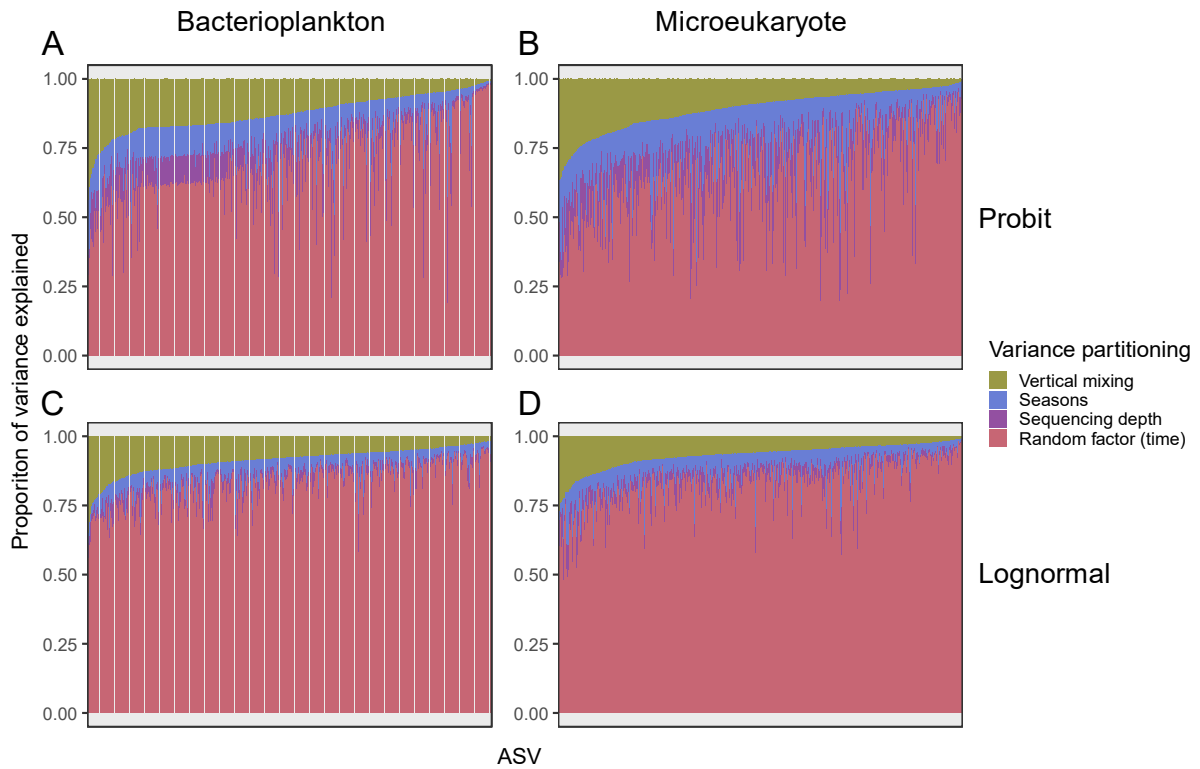 Bacterioplankton
Microeukaryote
A
B
1.00
0.75
0.50
0.25
0.00
1.00
0.75
0.50
0.25
0.00
Probit
Proporiton of variance explained
Variance partitioning
Vertical mixing
Seasons
Sequencing depth
Random factor (time)
C
D
1.00
0.75
0.50
0.25
0.00
1.00
0.75
0.50
0.25
0.00
Lognormal
ASV